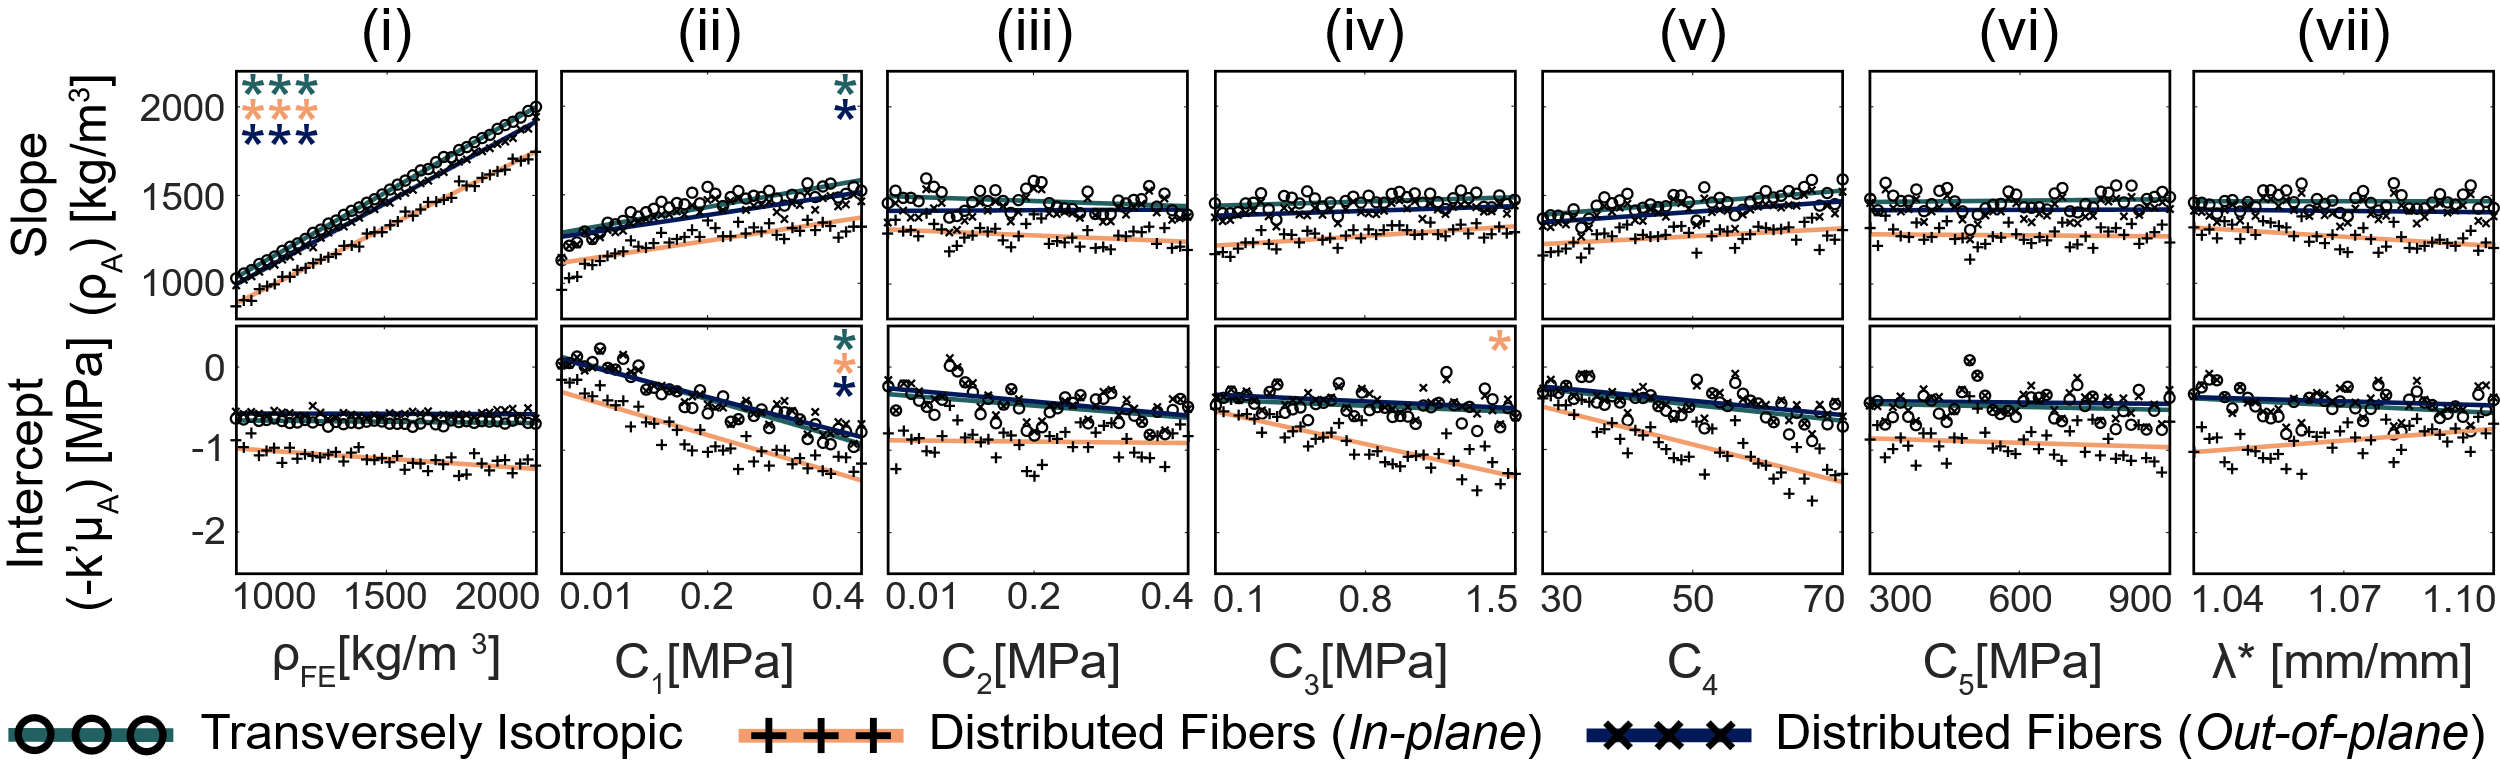 (i) (ii) (iii) (iv) (v) (vi) (vii)
Slope
(ρA) [kg/m³]
2000
1500
1000
*** *
*** *
***
Intercept
(-k'μA) [MPa]
0
-1
-2
* *
*
*
1000 1500 2000 0.01 0.2 0.4 0.01 0.2 0.4 0.1 0.8 1.5 30 50 70 300 600 900 1.04 1.07 1.10
ρFE[kg/m ³] C1[MPa] C2[MPa] C3[MPa] C4 C5[MPa] λ* [mm/mm]
Transversely Isotropic Distributed Fibers (In-plane) Distributed Fibers (Out-of-plane)